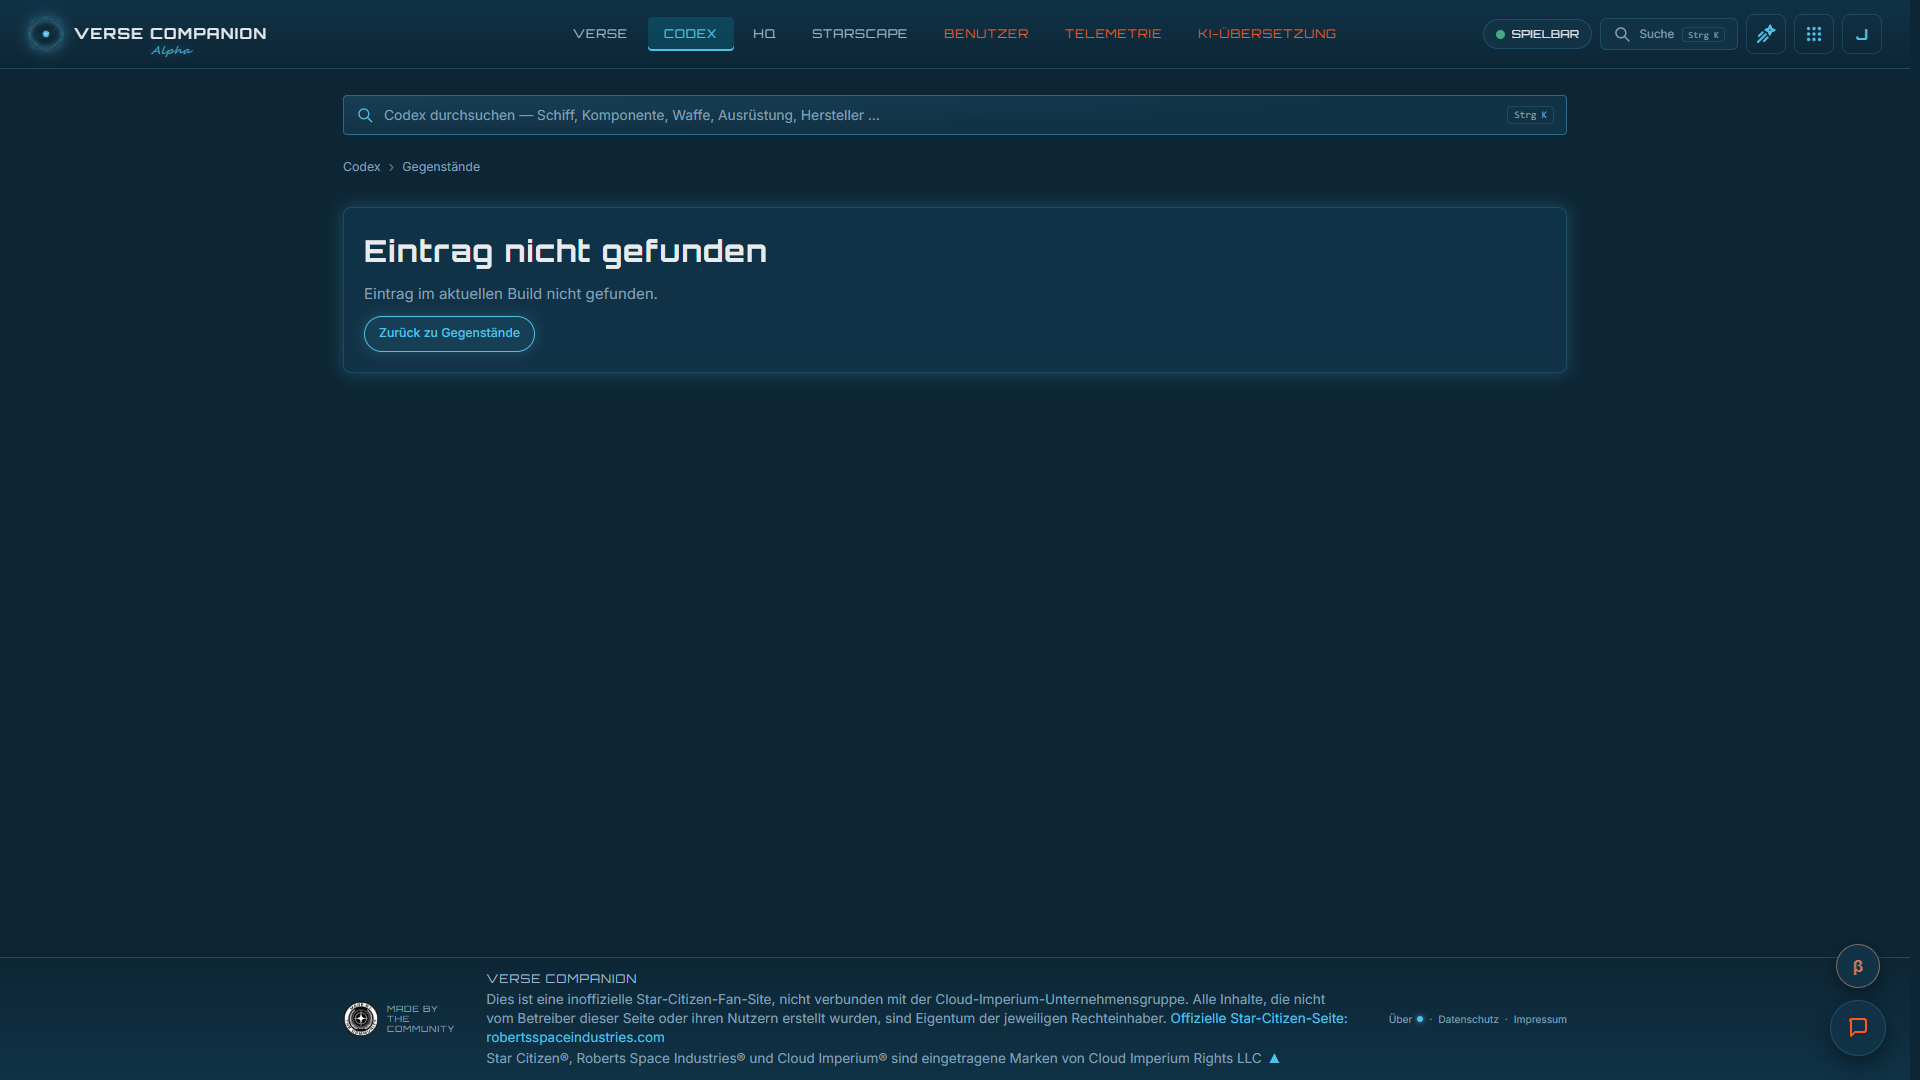 VERSE COMPANION
Alpha
VERSE
CODEX
HQ
STARSCAPE
BENUTZER
TELEMETRIE
KI-ÜBERSETZUNG
SPIELBAR
Suche Strg K
J
Codex durchsuchen — Schiff, Komponente, Waffe, Ausrüstung, Hersteller ... Strg K
Codex › Gegenstände
Eintrag nicht gefunden
Eintrag im aktuellen Build nicht gefunden.
Zurück zu Gegenstände
β
MADE BY
THE
COMMUNITY
VERSE COMPANION
Dies ist eine inoffizielle Star-Citizen-Fan-Site, nicht verbunden mit der Cloud-Imperium-Unternehmensgruppe. Alle Inhalte, die nicht
vom Betreiber dieser Seite oder ihren Nutzern erstellt wurden, sind Eigentum der jeweiligen Rechteinhaber. Offizielle Star-Citizen-Seite:
robertsspaceindustries.com
Star Citizen®, Roberts Space Industries® und Cloud Imperium® sind eingetragene Marken von Cloud Imperium Rights LLC ▲
Über · Datenschutz · Impressum